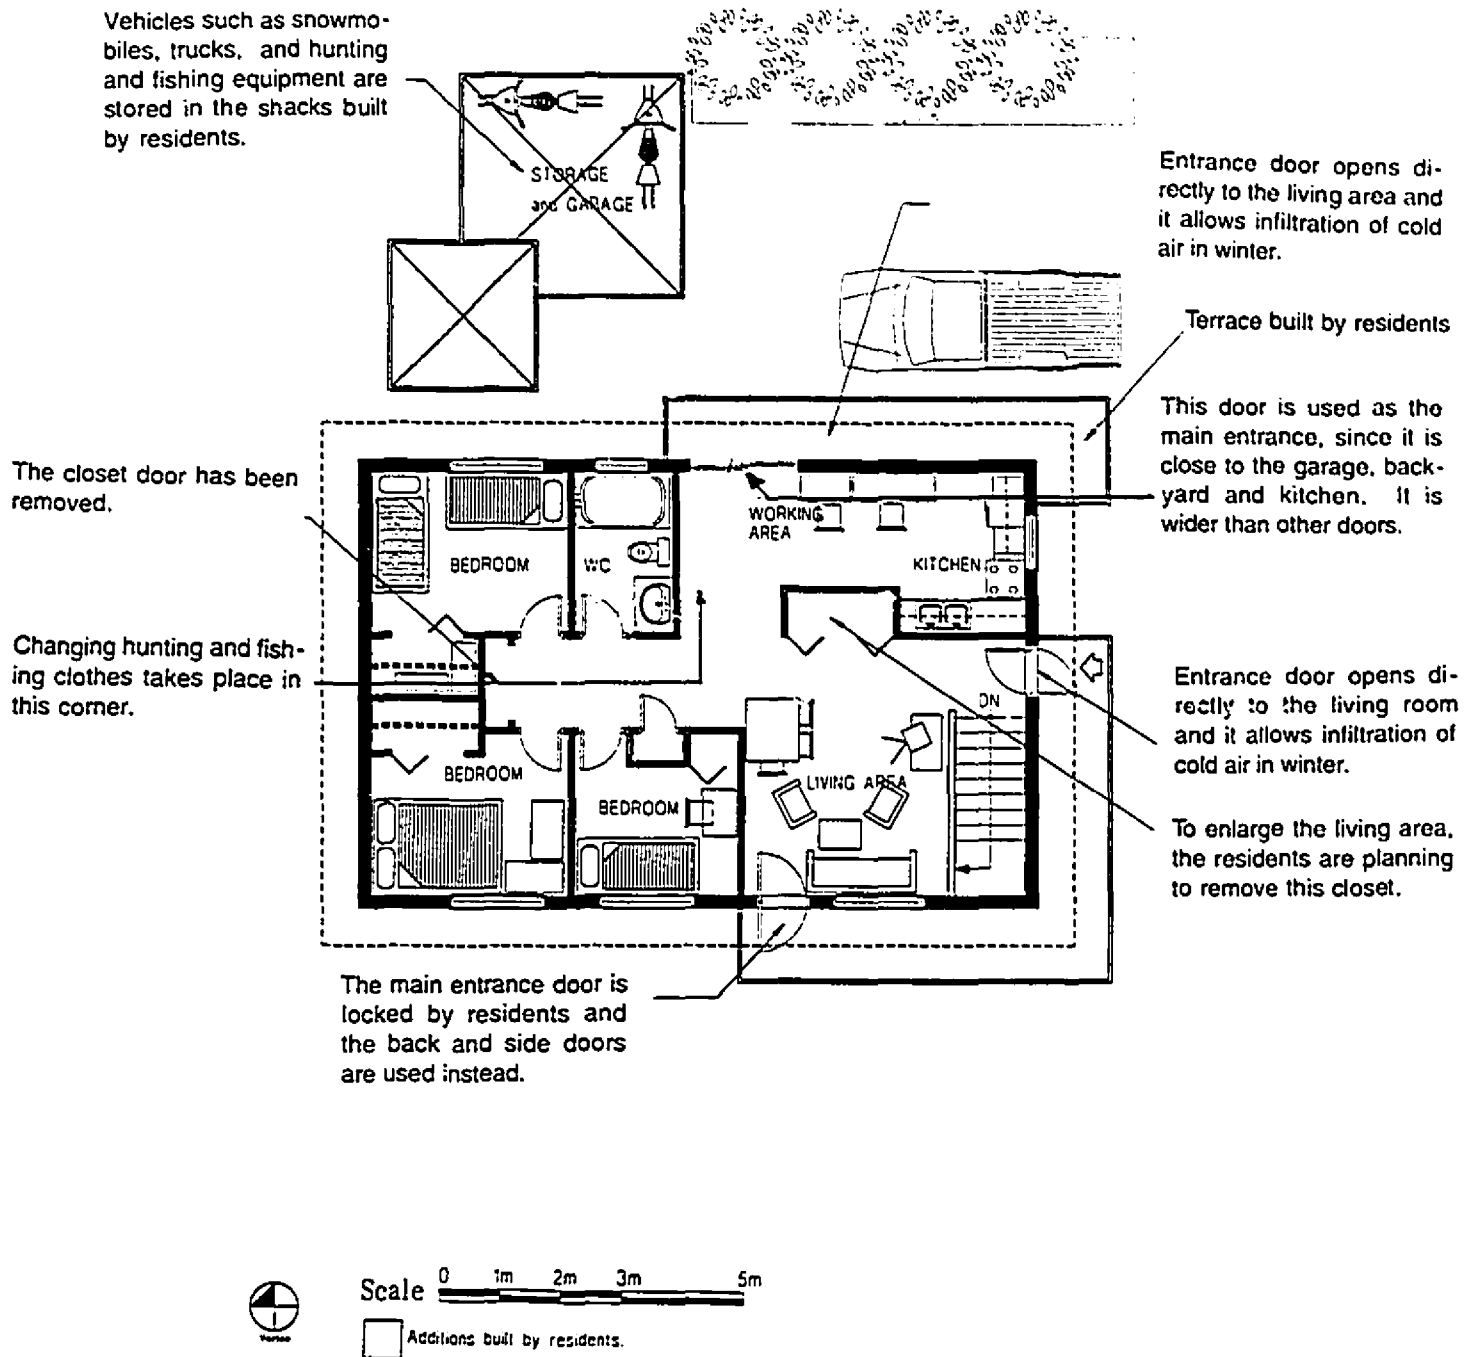 Vehicles such as snowmo-
biles, trucks, and hunting
and fishing equipment are
stored in the shacks built
by residents.
STORAGE
and GARAGE
Entrance door opens di-
rectly to the living area and
it allows infiltration of cold
air in winter.
Terrace built by residents
This door is used as the
main entrance, since it is
close to the garage, back-
yard and kitchen. It is
wider than other doors.
The closet door has been
removed.
WORKING
AREA
BEDROOM
WC
KITCHEN
Changing hunting and fish-
ing clothes takes place in
this corner.
Entrance door opens di-
rectly to the living room
and it allows infiltration of
cold air in winter.
DN
BEDROOM
LIVING AREA
BEDROOM
To enlarge the living area,
the residents are planning
to remove this closet.
The main entrance door is
locked by residents and
the back and side doors
are used instead.
Scale 0 1m 2m 3m 5m
Additions built by residents.